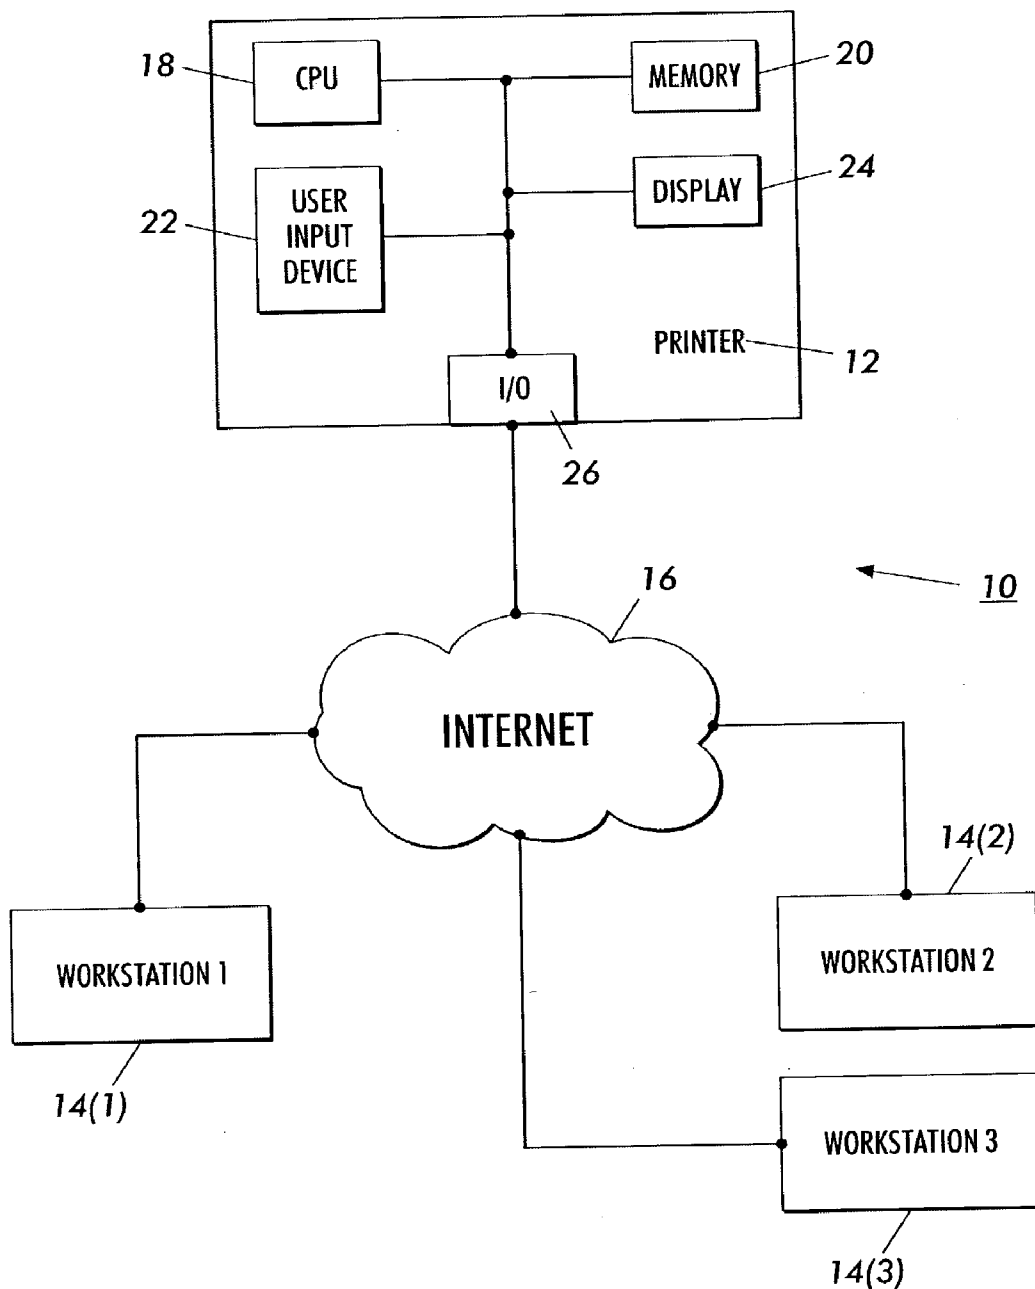 18
CPU
MEMORY
20
22
USER
INPUT
DEVICE
DISPLAY
24
PRINTER
12
I/O
26
16
10
INTERNET
14(2)
WORKSTATION 1
WORKSTATION 2
14(1)
WORKSTATION 3
14(3)